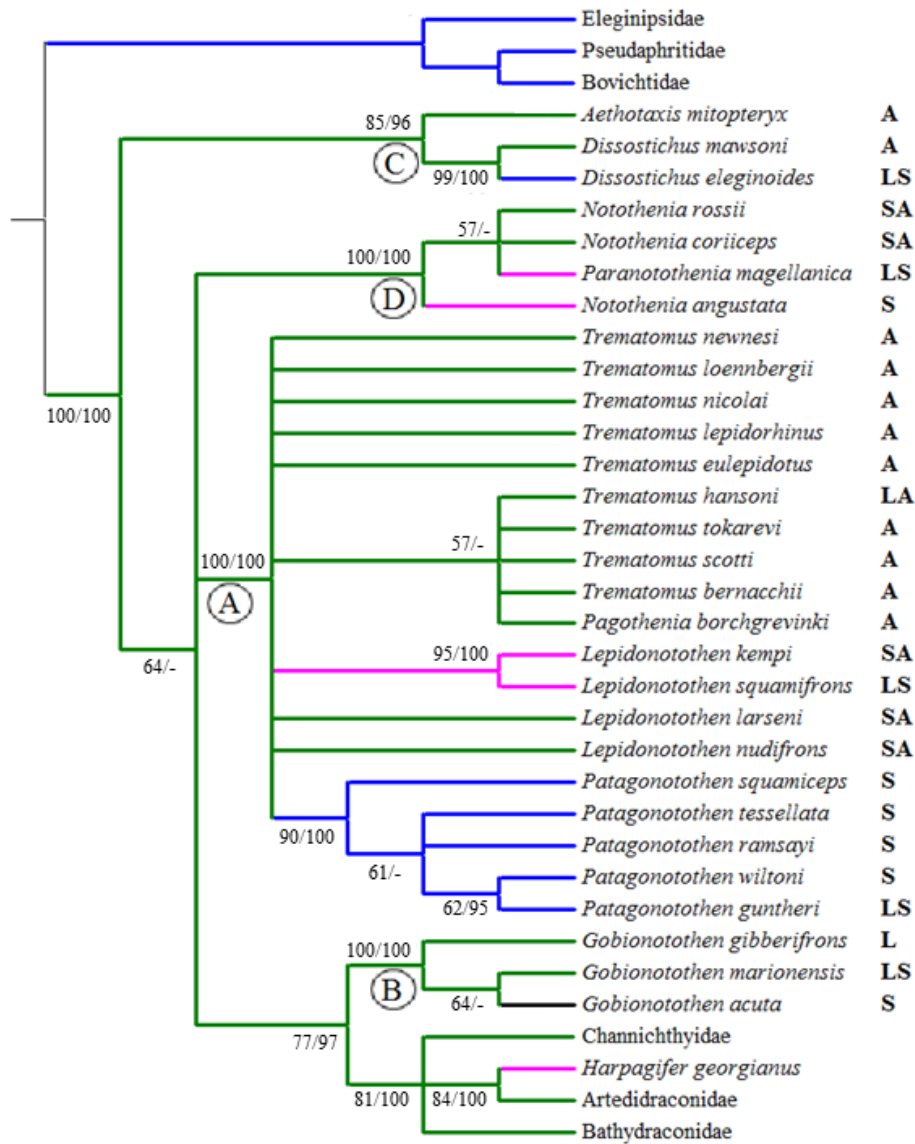 Eleginipsidae
Pseudaphritidae
Bovichtidae
85/96
Aethotaxis mitopteryx A
C
Dissostichus mawsoni A
99/100
Dissostichus eleginoides LS
Notothenia rossii SA
57/-
Notothenia coriiceps SA
100/100
Paranotothenia magellanica LS
D
Notothenia angustata S
Trematomus newnesi A
Trematomus loennbergii A
Trematomus nicolai A
100/100
Trematomus lepidorhinus A
Trematomus eulepidotus A
Trematomus hansoni LA
Trematomus tokarevi A
57/-
100/100
Trematomus scotti A
A
Trematomus bernacchii A
Pagothenia borchgrevinki A
95/100
Lepidonotothen kempi SA
64/-
Lepidonotothen squamifrons LS
Lepidonotothen larseni SA
Lepidonotothen nudifrons SA
Patagonotothen squamiceps S
Patagonotothen tessellata S
90/100
Patagonotothen ramsayi S
61/-
Patagonotothen wiltoni S
62/95
Patagonotothen guntheri LS
100/100
Gobionotothen gibberifrons L
B
Gobionotothen marionensis LS
64/-
Gobionotothen acuta S
77/97
Channichthyidae
Harpagifer georgianus
81/100
84/100
Artedidraconidae
Bathydraconidae